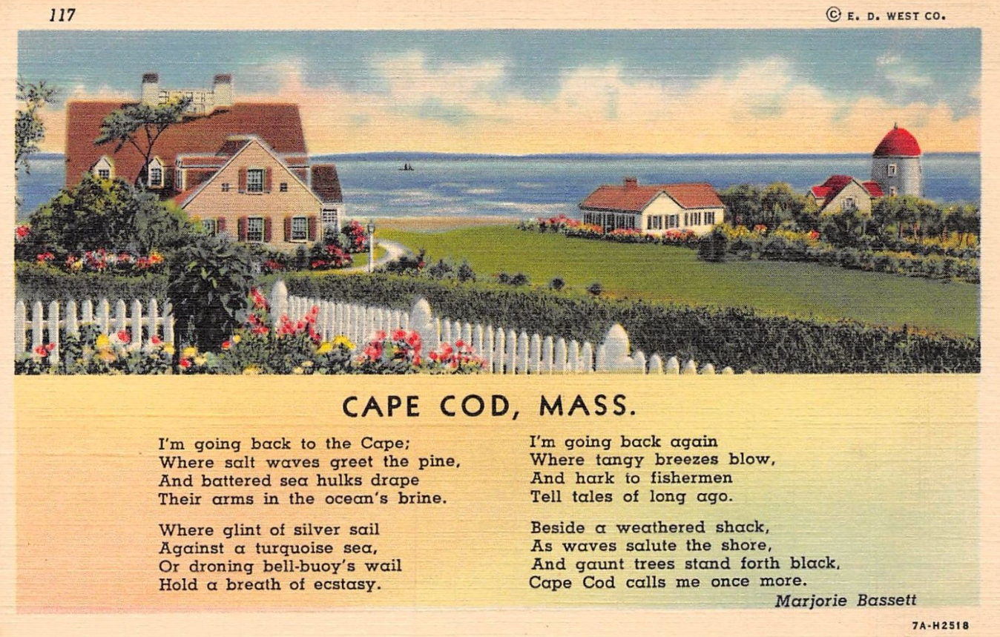 117
© E. D. WEST CO.
CAPE COD, MASS.
I'm going back to the Cape;
Where salt waves greet the pine,
And battered sea hulks drape
Their arms in the ocean's brine.
Where glint of silver sail
Against a turquoise sea,
Or droning bell-buoy's wail
Hold a breath of ecstasy.
I'm going back again
Where tangy breezes blow,
And hark to fishermen
Tell tales of long ago.
Beside a weathered shack,
As waves salute the shore,
And gaunt trees stand forth black,
Cape Cod calls me once more.
Marjorie Bassett
7A-H2518